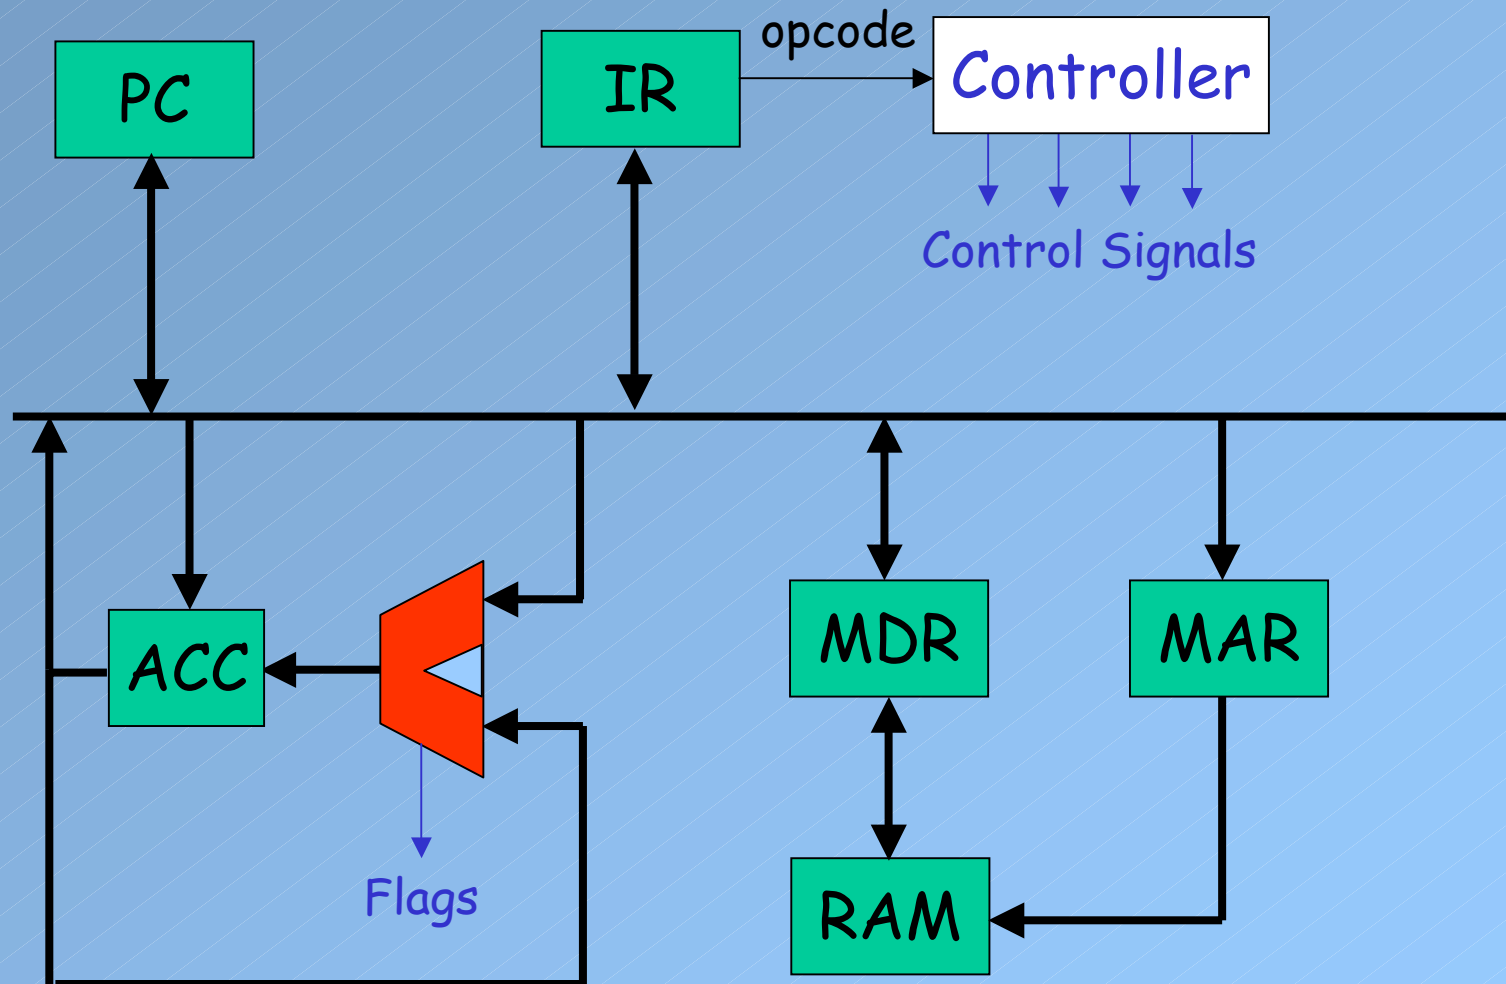 PC
IR
opcode
Controller
Control Signals
ACC
MDR
MAR
Flags
RAM